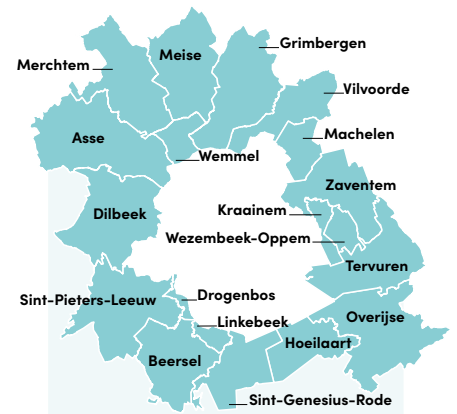 Grimbergen
Meise
Merchtem
Vilvoorde
Machelen
Asse
Wemmel
Zaventem
Kraainem
Dilbeek
Wezembeek-Oppem
Tervuren
Drogenbos
Sint-Pieters-Leeuw
Overijse
Linkebeek
Hoeilaart
Beersel
Sint-Genesius-Rode